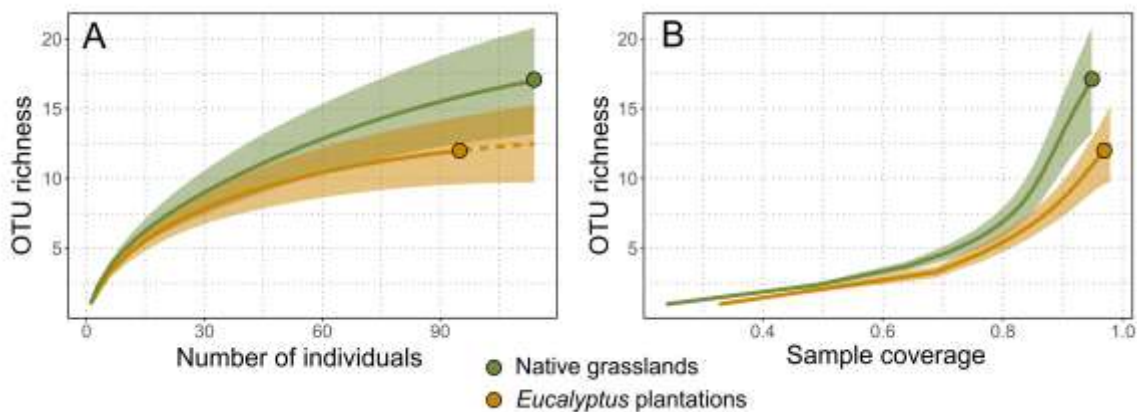 A
B
20
15
10
5
OTU richness
0
30
60
90
Number of individuals
20
15
10
5
OTU richness
0.4
0.6
0.8
1.0
Sample coverage
Native grasslands
Eucalyptus plantations